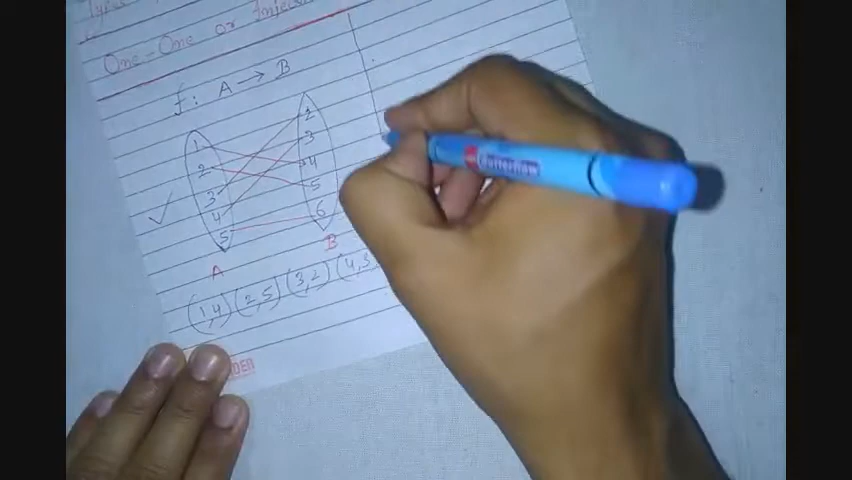 One - One or Injec
f: A → B
1 2
2 3
3 4
4 5
5 6
A B
(1,4) (2,5) (3,2) (4,3